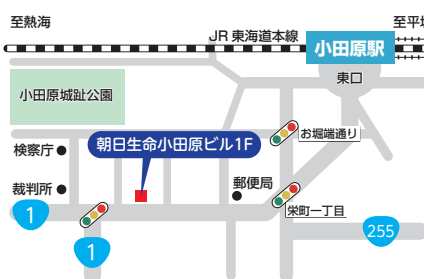 至熱海
至平塚
JR東海道本線
小田原駅
東口
小田原城趾公園
お堀端通り
朝日生命小田原ビル1F
検察庁
裁判所
郵便局
栄町一丁目
1
1
255